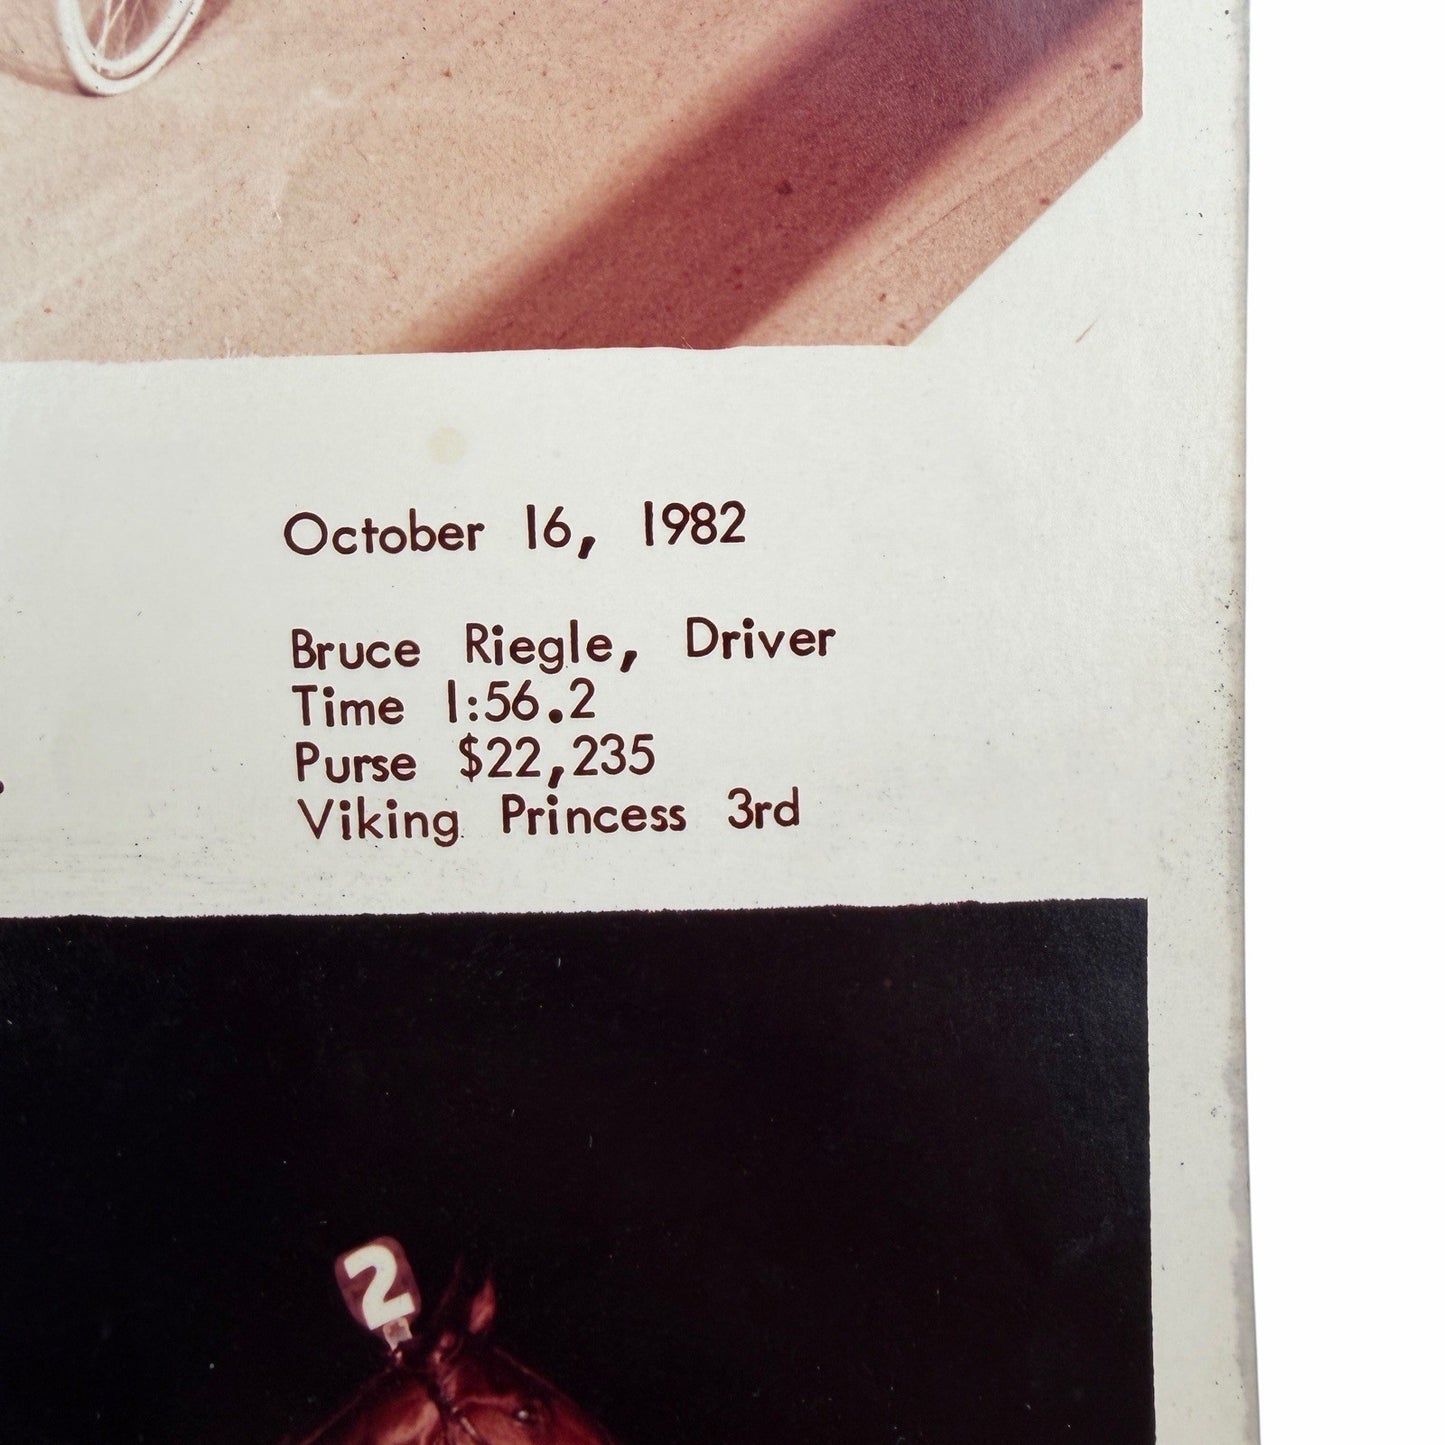 October 16, 1982
Bruce Riegle, Driver
Time 1:56.2
Purse $22,235
Viking Princess 3rd
2